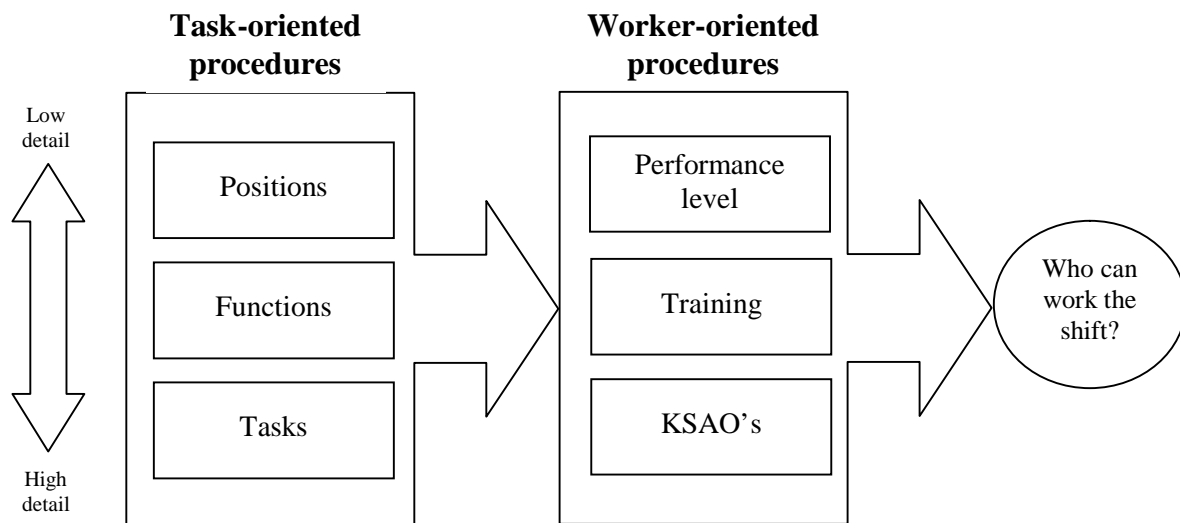 Task-oriented
procedures
Worker-oriented
procedures
Low
detail
High
detail
Positions
Functions
Tasks
Performance
level
Training
KSAO’s
Who can
work the
shift?